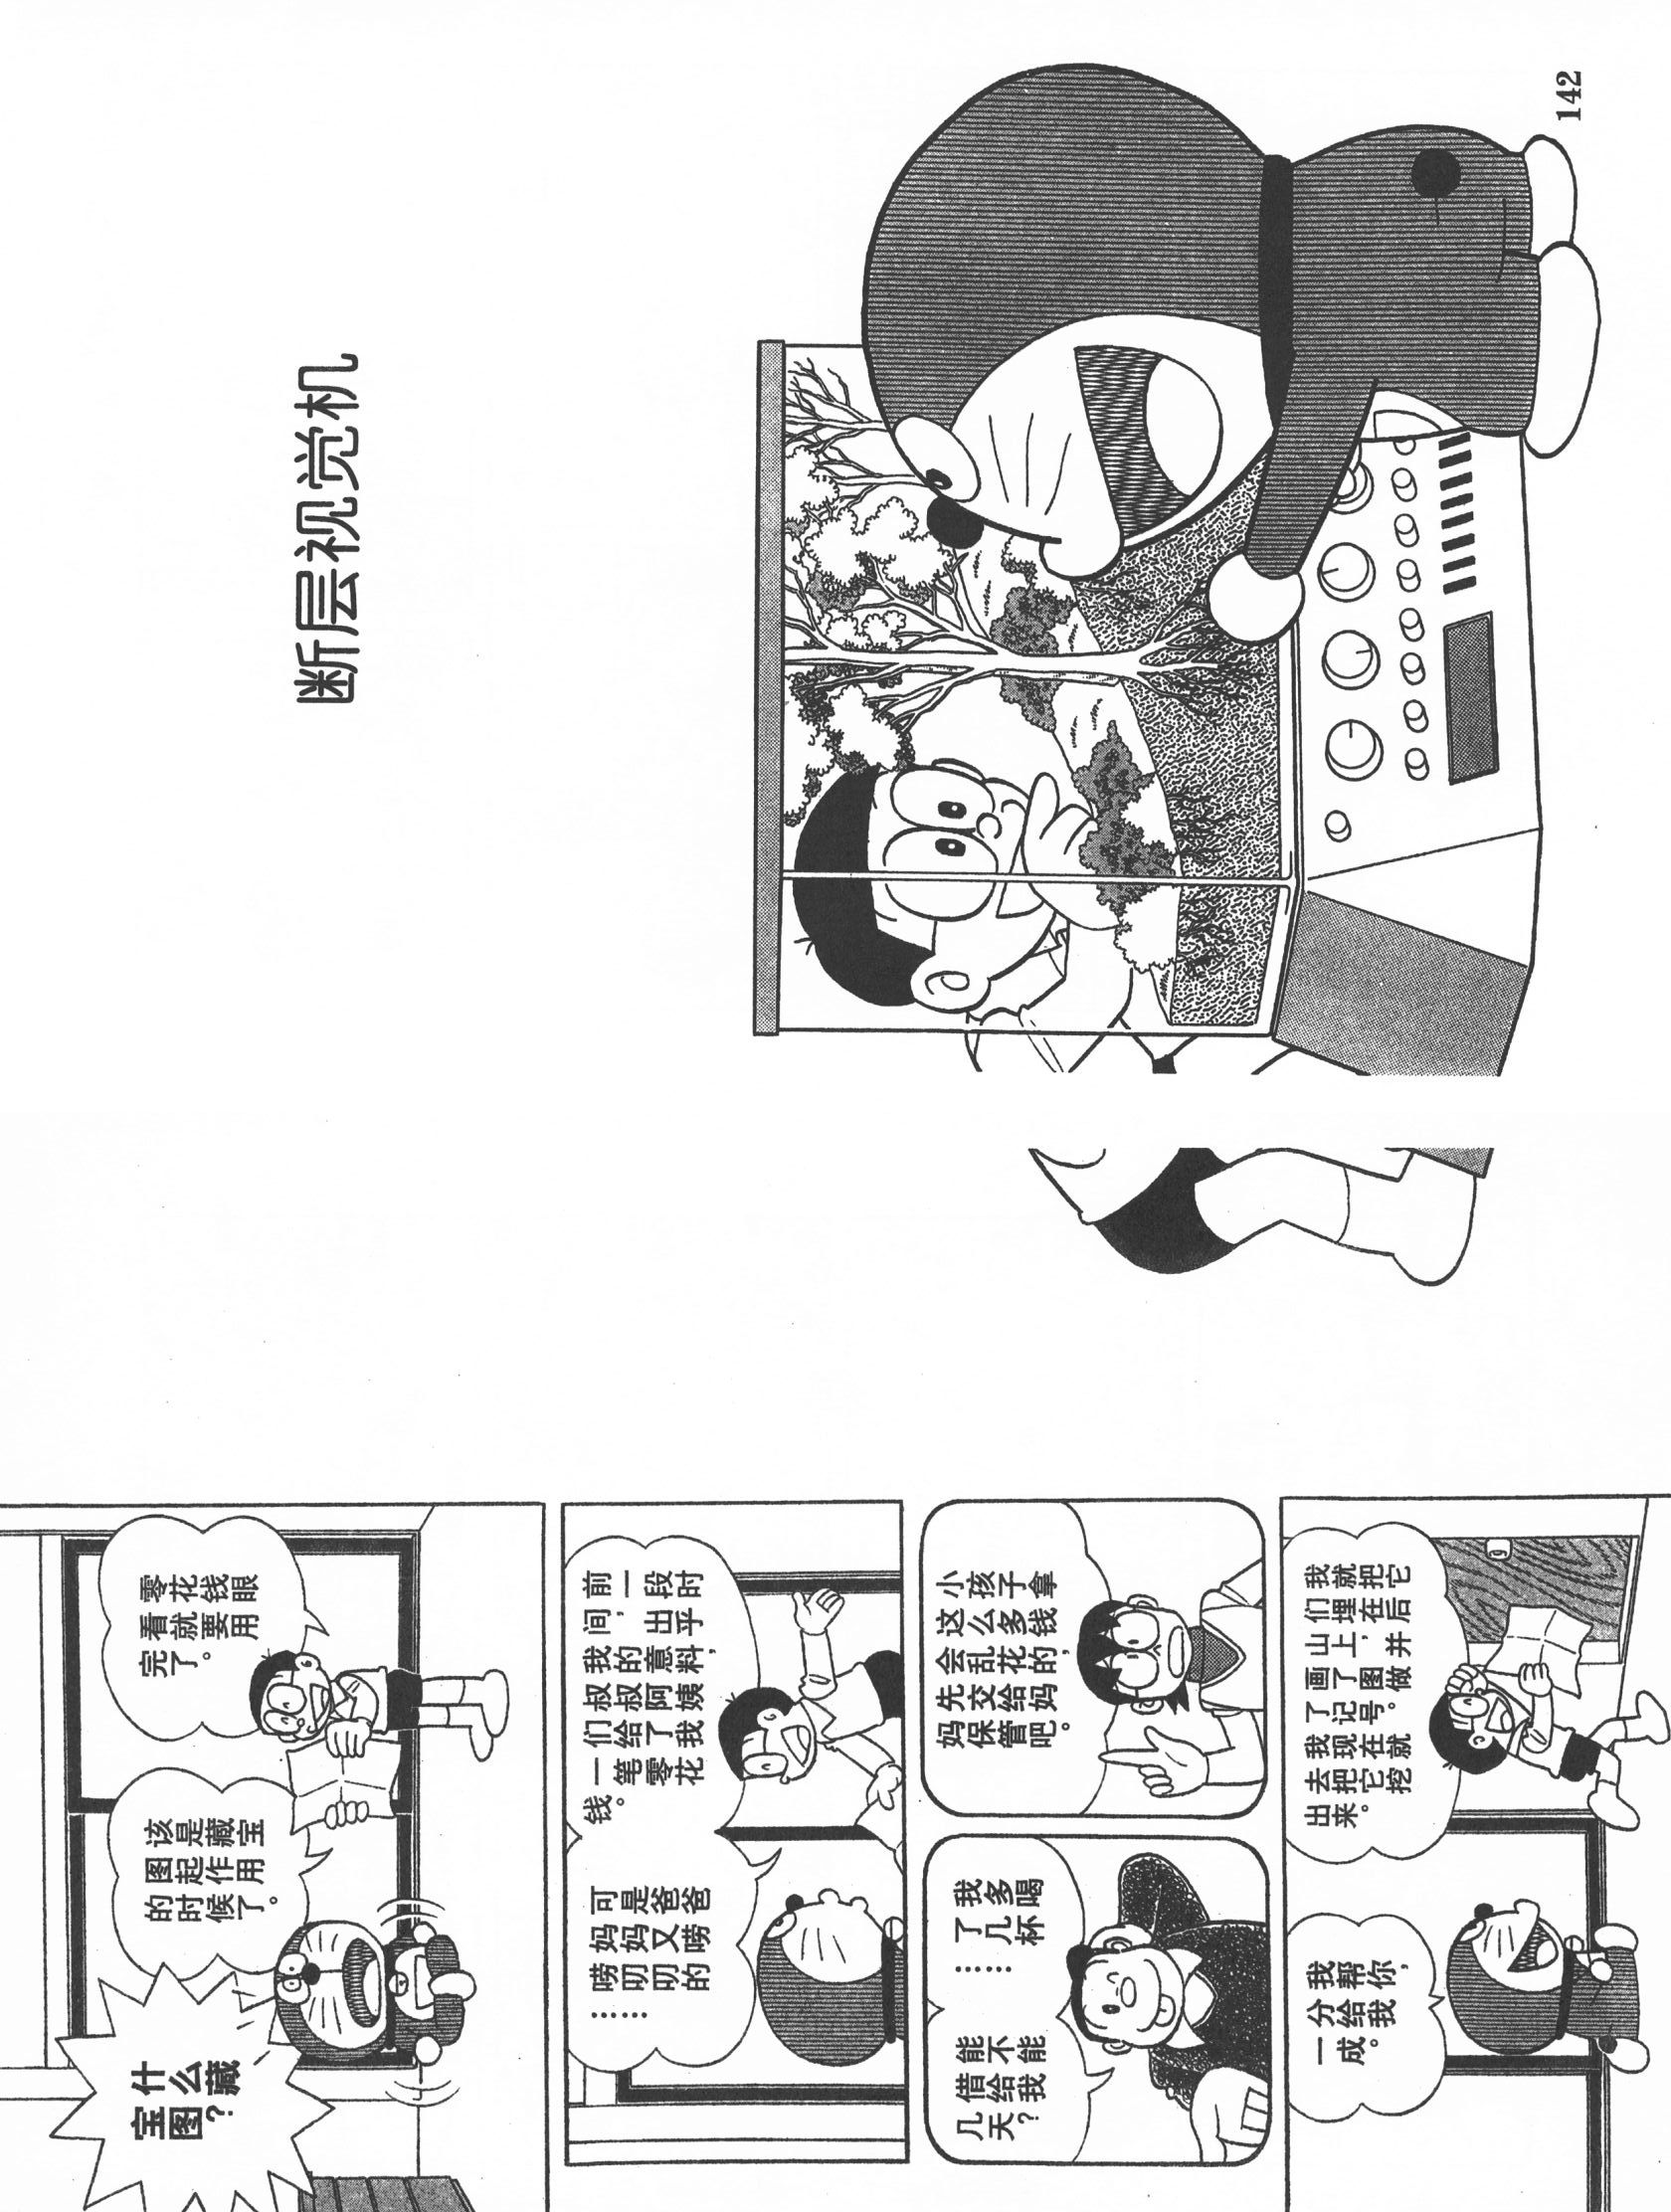 断层视觉机
142
零花钱眼
看就要用
完了。
该是藏宝
图起作用
的时候了。
什么藏
宝图？
前一段时
间，出乎
我的意料，
叔叔阿姨
们给了我
一笔零花
钱。
可是爸爸
妈妈又唠
唠叨叨的
……
小孩子拿
这么多钱
会乱花的，
先交给妈
妈保管吧。
我多喝
了几杯
……
能不能
借给我
几天？
我就把它
们埋在后
山上，并
画了图做
了记号。
我现在就
去把它挖
出来。
我帮你，
分给我
一成。